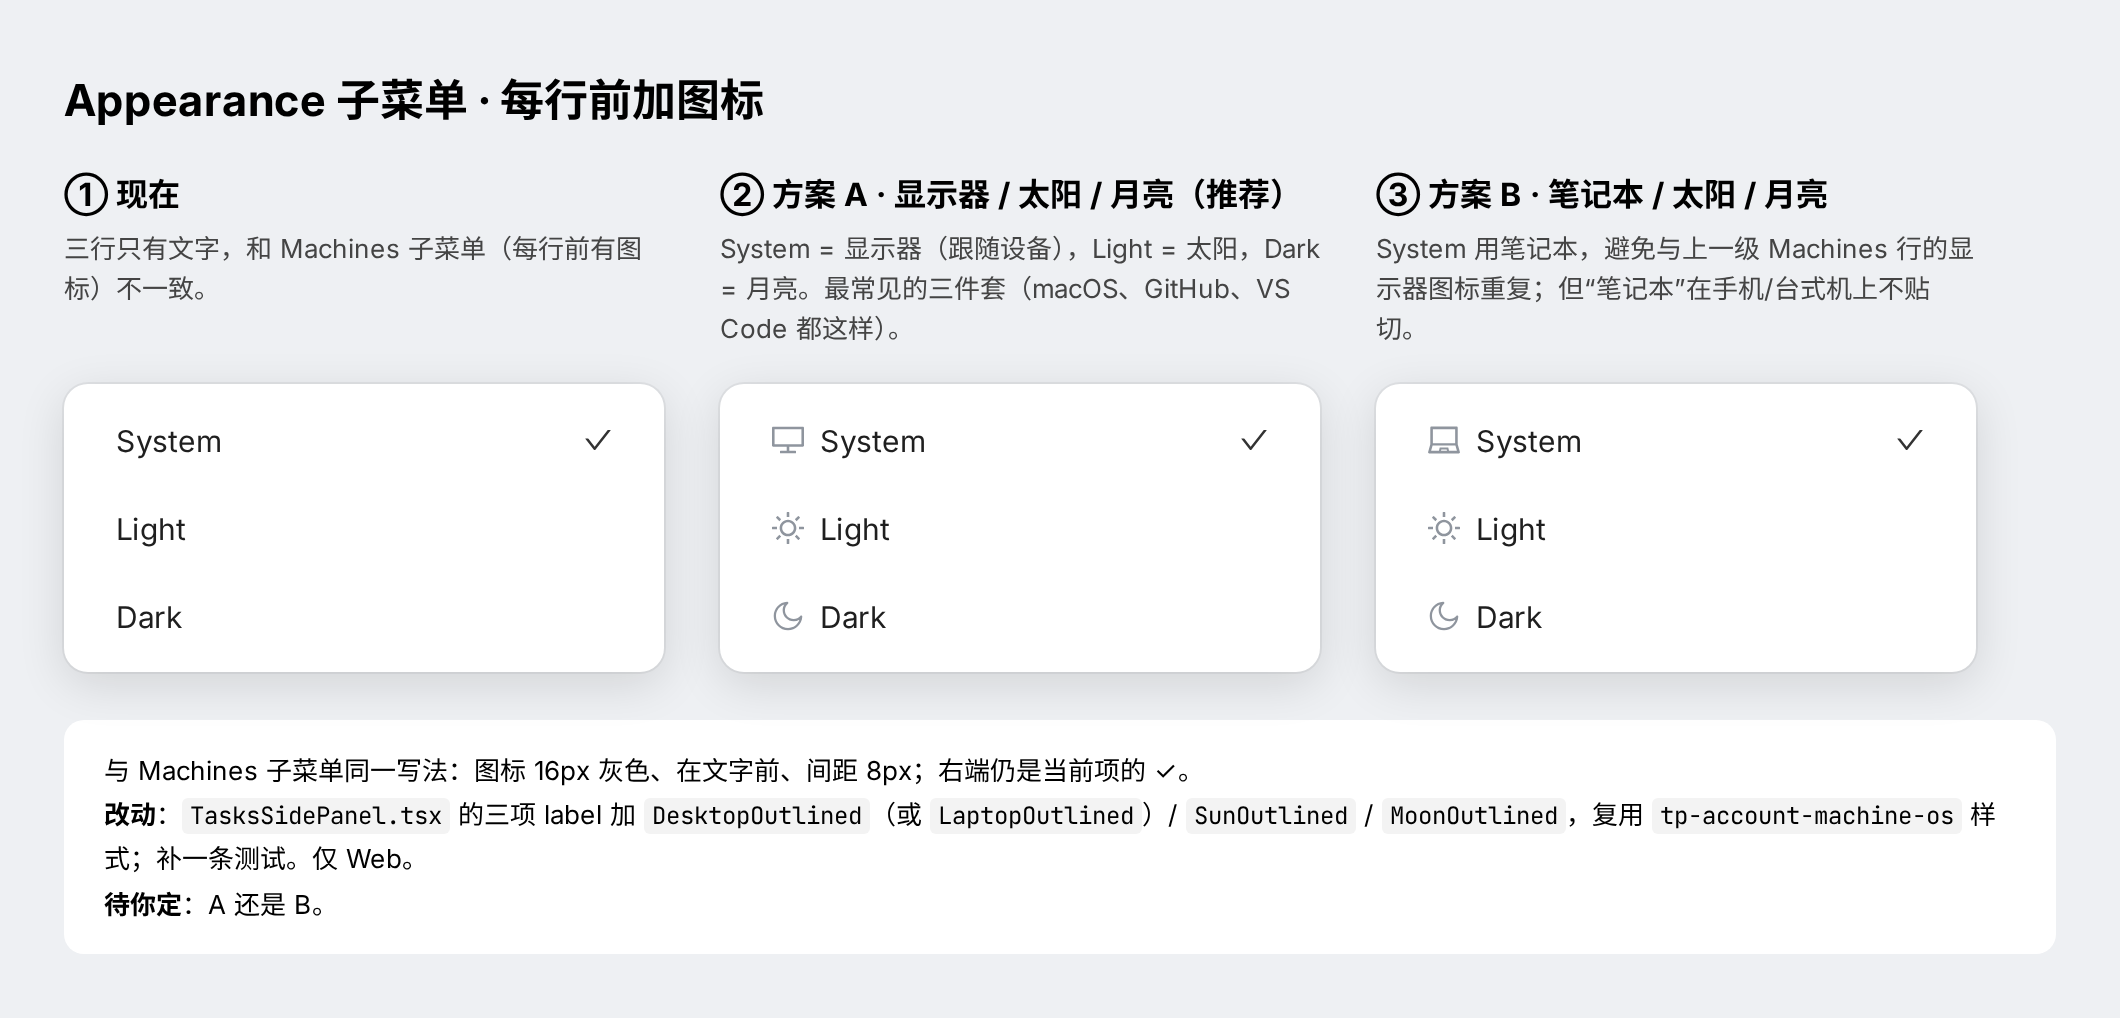 Appearance 子菜单 · 每行前加图标
① 现在
三行只有文字，和 Machines 子菜单（每行前有图
标）不一致。
System ✓
Light
Dark
② 方案 A · 显示器 / 太阳 / 月亮（推荐）
System = 显示器（跟随设备），Light = 太阳，Dark
= 月亮。最常见的三件套（macOS、GitHub、VS
Code 都这样）。
System ✓
Light
Dark
③ 方案 B · 笔记本 / 太阳 / 月亮
System 用笔记本，避免与上一级 Machines 行的显
示器图标重复；但“笔记本”在手机/台式机上不贴
切。
System ✓
Light
Dark
与 Machines 子菜单同一写法：图标 16px 灰色、在文字前、间距 8px；右端仍是当前项的 ✓。
改动：TasksSidePanel.tsx 的三项 label 加 DesktopOutlined（或 LaptopOutlined）/ SunOutlined / MoonOutlined，复用 tp-account-machine-os 样
式；补一条测试。仅 Web。
待你定：A 还是 B。